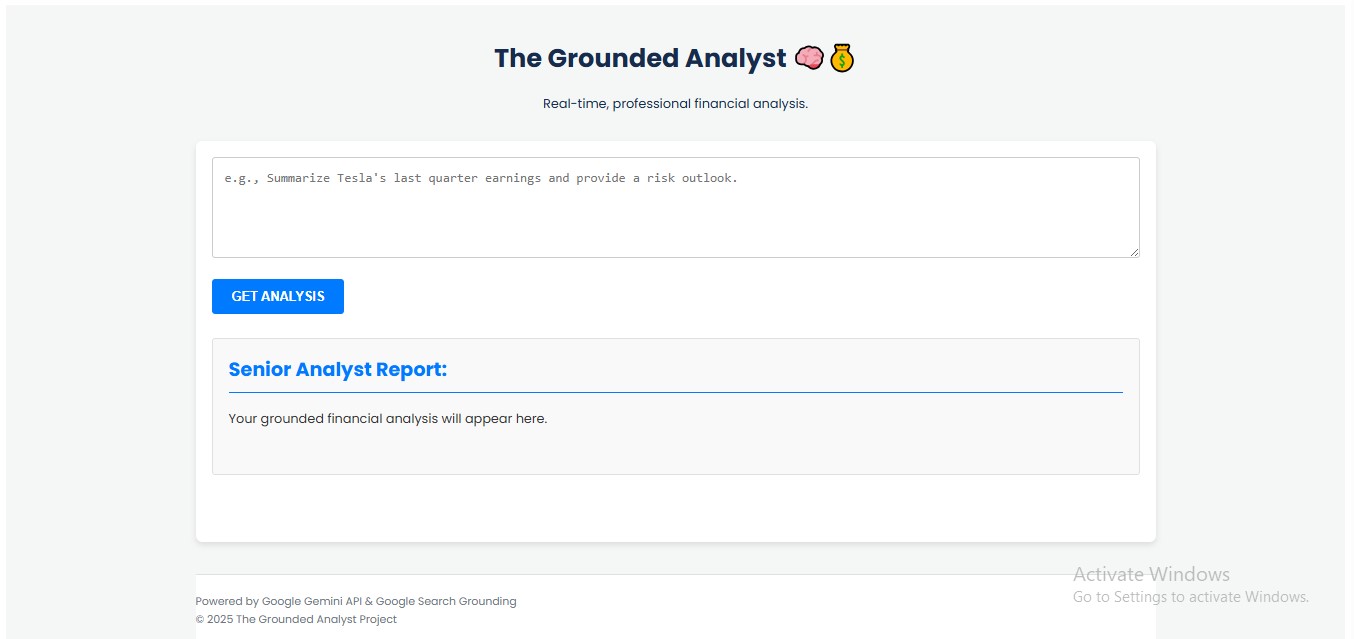 The Grounded Analyst 🧠💰
Real-time, professional financial analysis.
e.g., Summarize Tesla's last quarter earnings and provide a risk outlook.
GET ANALYSIS
Senior Analyst Report:
Your grounded financial analysis will appear here.
Activate Windows
Go to Settings to activate Windows.
Powered by Google Gemini API & Google Search Grounding
© 2025 The Grounded Analyst Project